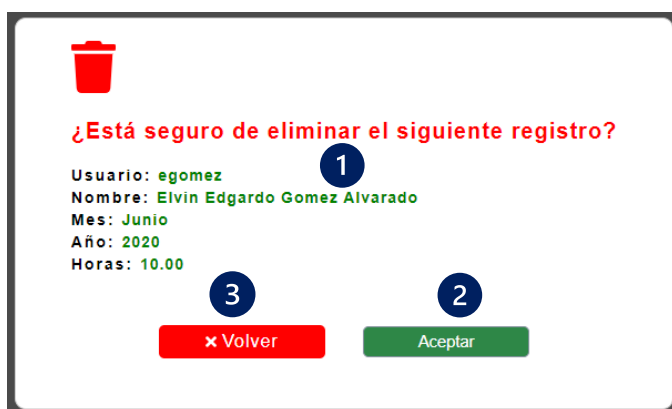 ¿Está seguro de eliminar el siguiente registro?
1
Usuario: egomez
Nombre: Elvin Edgardo Gomez Alvarado
Mes: Junio
Año: 2020
Horas: 10.00
3
2
× Volver
Aceptar